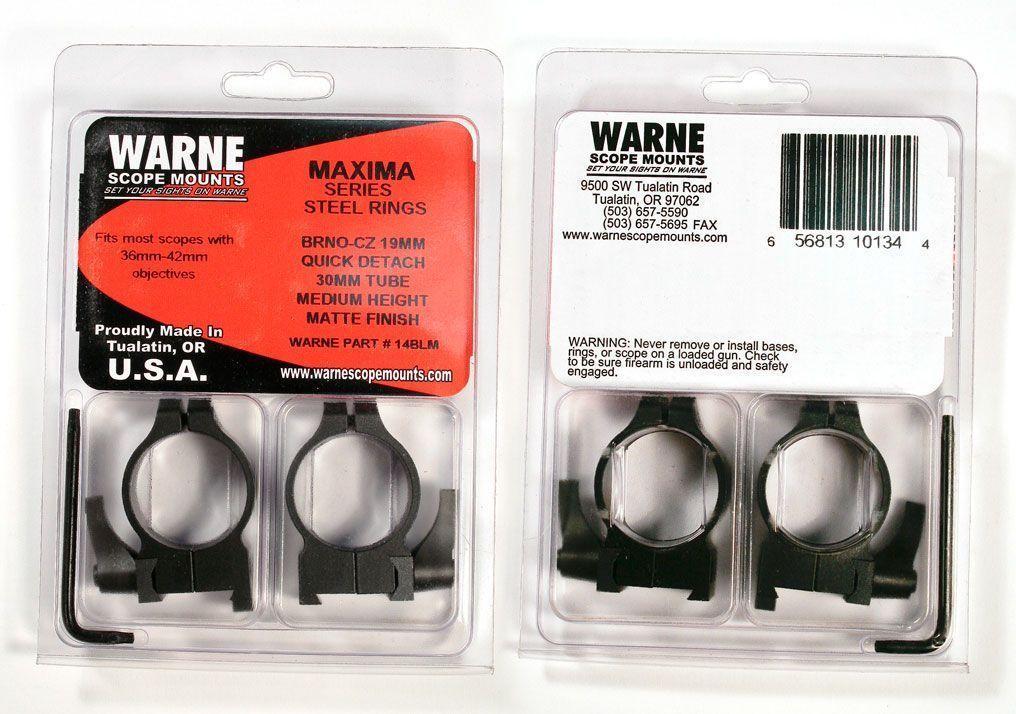 WARNE
SCOPE MOUNTS
SET YOUR SIGHTS ON WARNE
Fits most scopes with
36mm-42mm
objectives
Proudly Made In
Tualatin, OR
U.S.A.
MAXIMA
SERIES
STEEL RINGS
BRNO-CZ 19MM
QUICK DETACH
30MM TUBE
MEDIUM HEIGHT
MATTE FINISH
WARNE PART # 14BLM
www.warnescopemounts.com
WARNE
SCOPE MOUNTS
SET YOUR SIGHTS ON WARNE
9500 SW Tualatin Road
Tualatin, OR 97062
(503) 657-5590
(503) 657-5695 FAX
www.warnescopemounts.com
6 56813 10134 4
WARNING: Never remove or install bases,
rings, or scope on a loaded gun. Check
to be sure firearm is unloaded and safety
engaged.